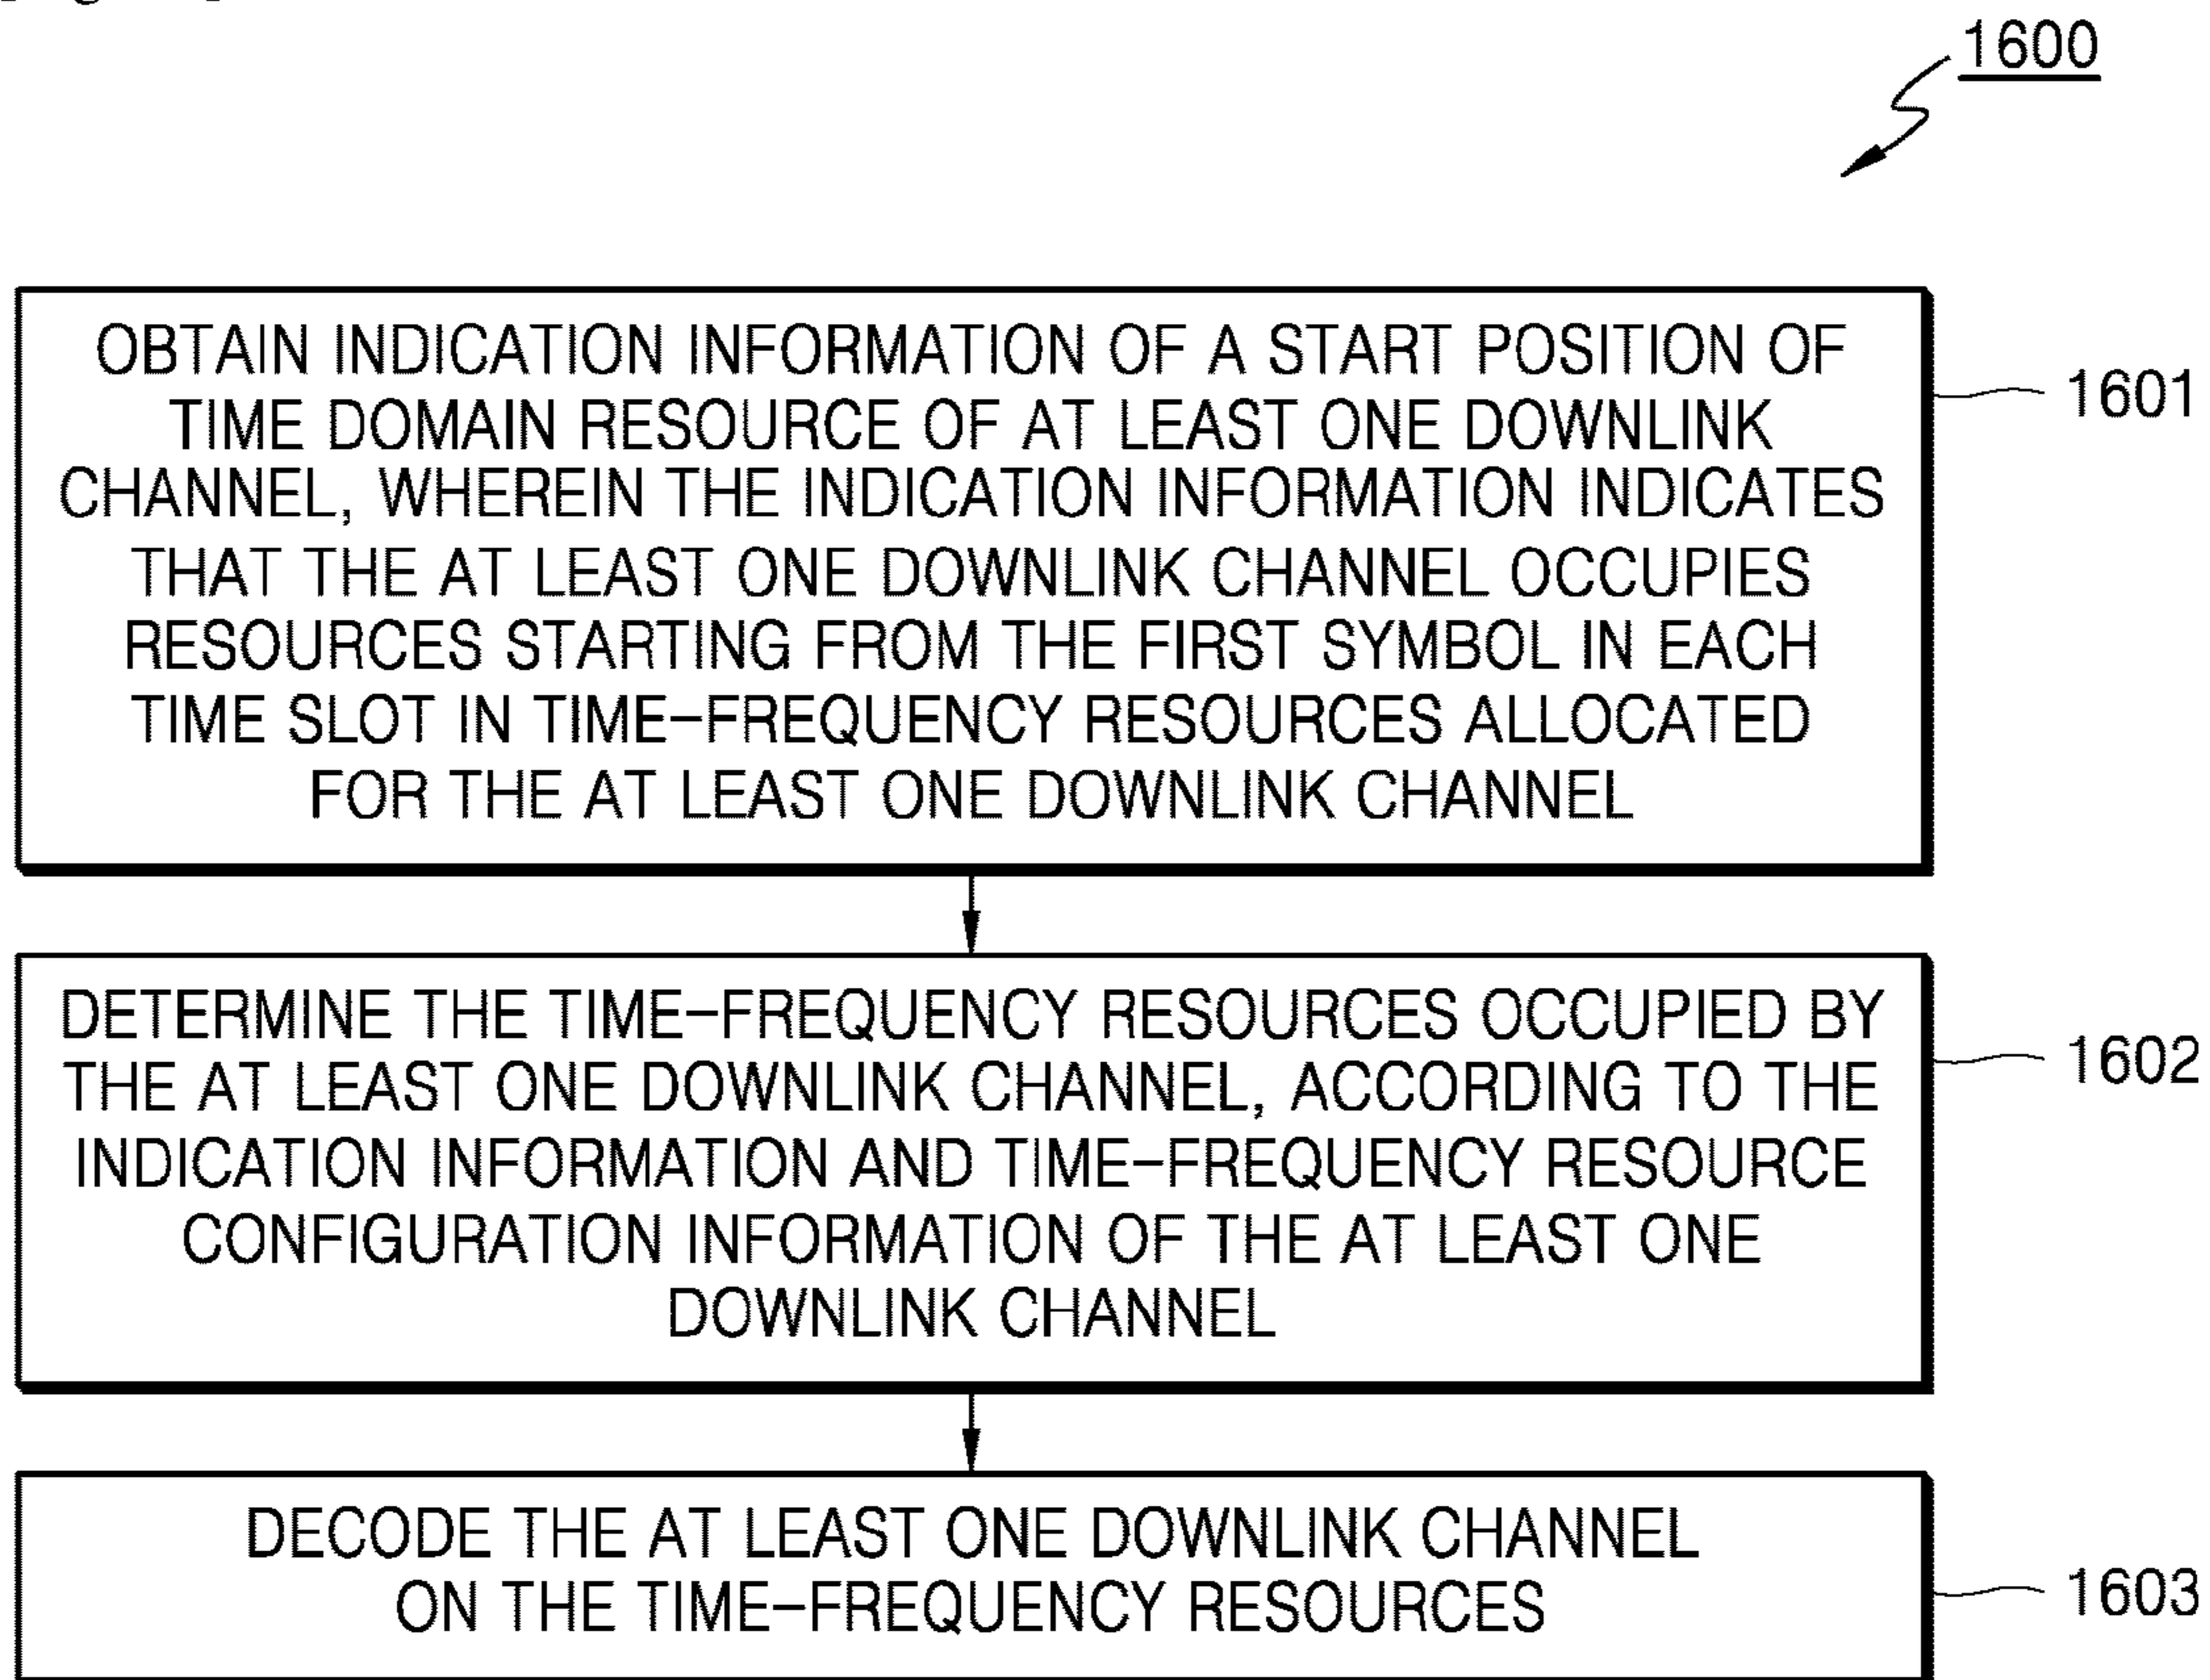 1600
OBTAIN INDICATION INFORMATION OF A START POSITION OF
TIME DOMAIN RESOURCE OF AT LEAST ONE DOWNLINK
CHANNEL, WHEREIN THE INDICATION INFORMATION INDICATES
THAT THE AT LEAST ONE DOWNLINK CHANNEL OCCUPIES
RESOURCES STARTING FROM THE FIRST SYMBOL IN EACH
TIME SLOT IN TIME-FREQUENCY RESOURCES ALLOCATED
FOR THE AT LEAST ONE DOWNLINK CHANNEL
1601
DETERMINE THE TIME-FREQUENCY RESOURCES OCCUPIED BY
THE AT LEAST ONE DOWNLINK CHANNEL, ACCORDING TO THE
INDICATION INFORMATION AND TIME-FREQUENCY RESOURCE
CONFIGURATION INFORMATION OF THE AT LEAST ONE
DOWNLINK CHANNEL
1602
DECODE THE AT LEAST ONE DOWNLINK CHANNEL
ON THE TIME-FREQUENCY RESOURCES
1603